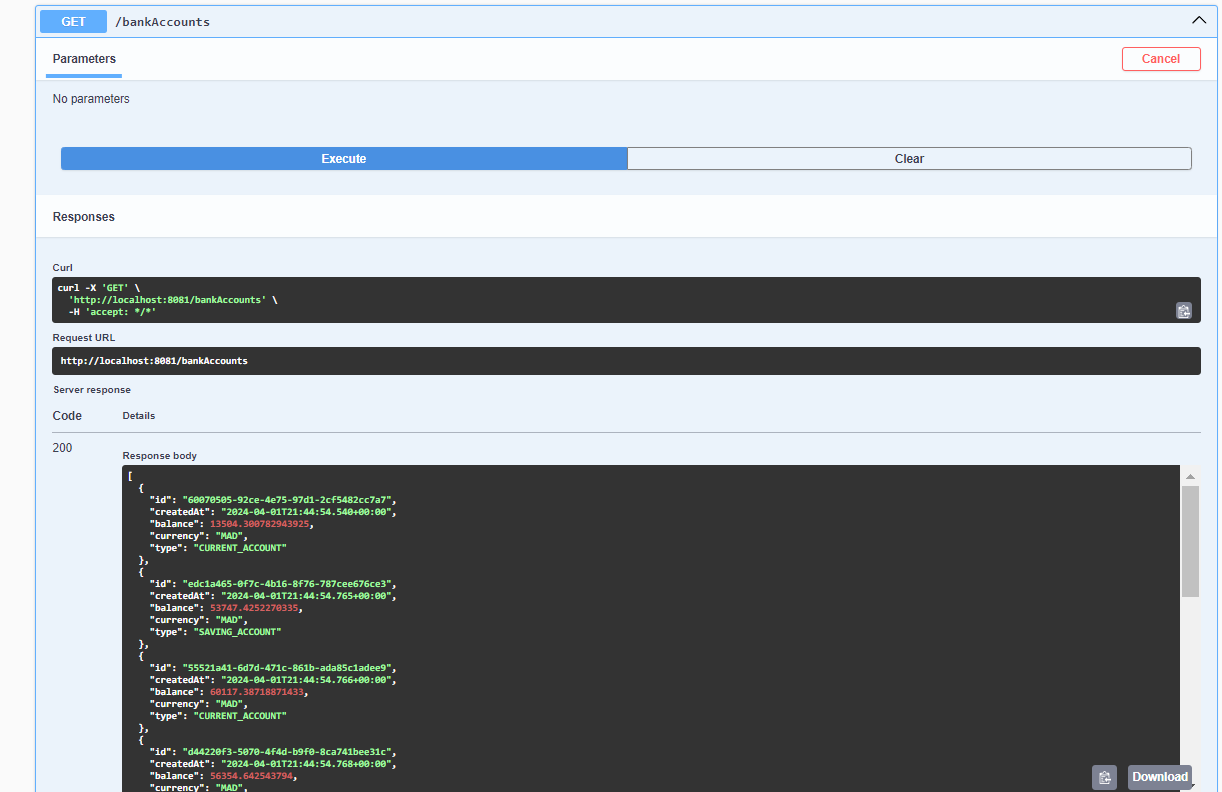 GET /bankAccounts
Parameters
Cancel
No parameters
Execute
Clear
Responses
Curl
curl -X 'GET' \
  'http://localhost:8081/bankAccounts' \
  -H 'accept: */*'
Request URL
http://localhost:8081/bankAccounts
Server response
Code Details
200
Response body
[
  {
    "id": "60070505-92ce-4e75-97d1-2cf5482cc7a7",
    "createdAt": "2024-04-01T21:44:54.540+00:00",
    "balance": 13504.300782943925,
    "currency": "MAD",
    "type": "CURRENT_ACCOUNT"
  },
  {
    "id": "edc1a465-0f7c-4b16-8f76-787cee676ce3",
    "createdAt": "2024-04-01T21:44:54.765+00:00",
    "balance": 53747.4252270335,
    "currency": "MAD",
    "type": "SAVING_ACCOUNT"
  },
  {
    "id": "55521a41-6d7d-471c-861b-ada85c1adee9",
    "createdAt": "2024-04-01T21:44:54.766+00:00",
    "balance": 60117.38718871433,
    "currency": "MAD",
    "type": "CURRENT_ACCOUNT"
  },
  {
    "id": "d44220f3-5070-4f4d-b9f0-8ca741bee31c",
    "createdAt": "2024-04-01T21:44:54.768+00:00",
    "balance": 56354.642543794,
    "currency": "MAD",
Download